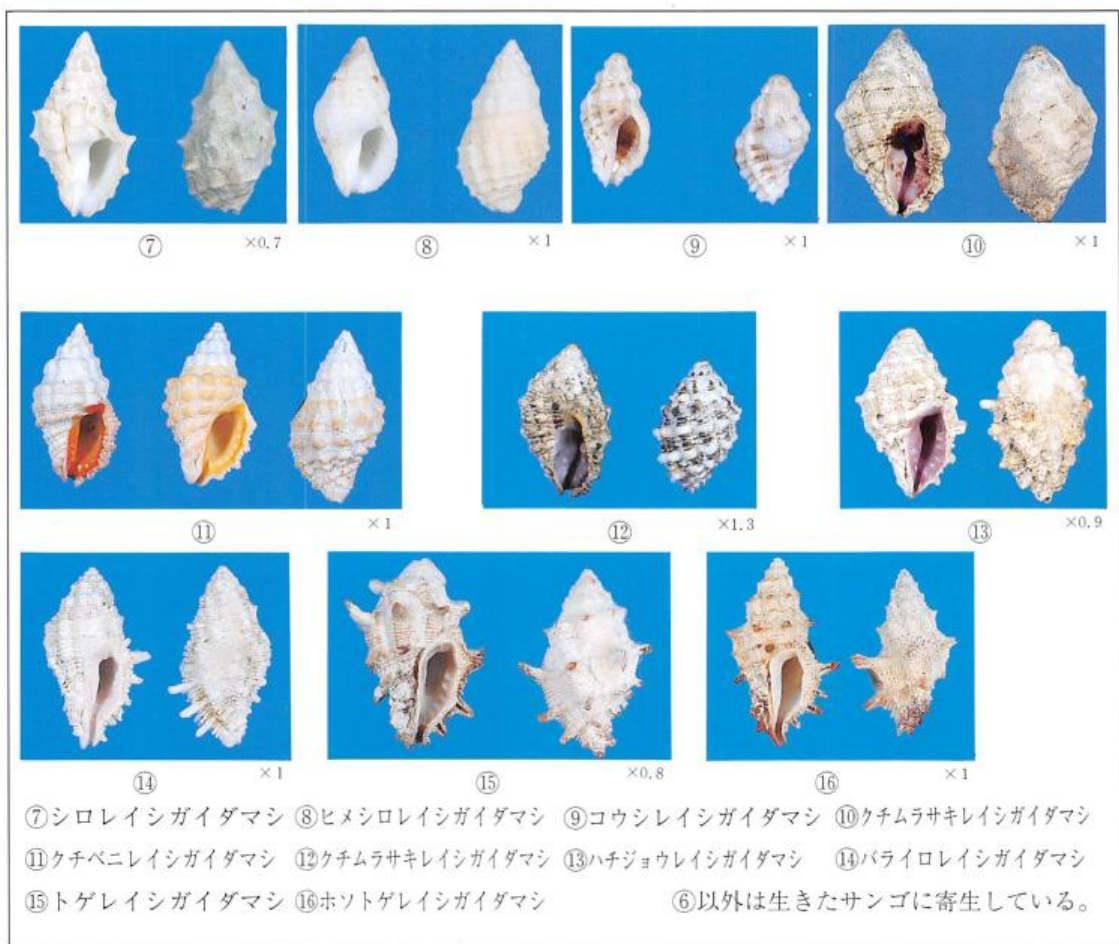 ⑦ ×0.7 ⑧ ×1 ⑨ ×1 ⑩ ×1
⑪ ×1 ⑫ ×1.3 ⑬ ×0.9
⑭ ×1 ⑮ ×0.8 ⑯ ×1
⑦シロレイシガイダマシ ⑧ヒメシロレイシガイダマシ ⑨コウシレイシガイダマシ ⑩クチムラサキレイシガイダマシ
⑪クチベニレイシガイダマシ ⑫クチムラサキレイシガイダマシ ⑬ハチジョウレイシガイダマシ ⑭バライロレイシガイダマシ
⑮トゲレイシガイダマシ ⑯ホソトゲレイシガイダマシ ⑥以外は生きたサンゴに寄生している。